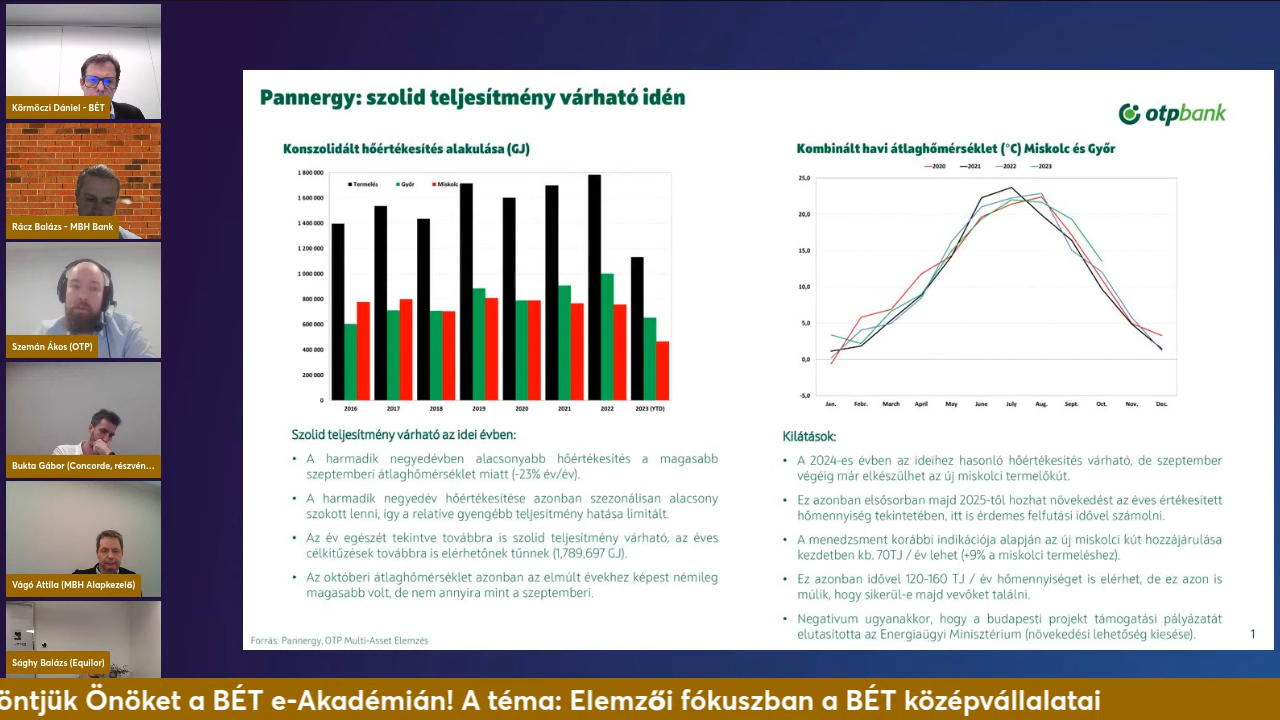 Körmöczi Dániel - BÉT
Rácz Balázs - MBH Bank
Szemán Ákos (OTP)
Bukta Gábor (Concorde, részvén...
Vágó Attila (MBH Alapkezelő)
Sághy Balázs (Equilor)
Pannergy: szolid teljesítmény várható idén
otpbank
Konszolidált hőértékesítés alakulása (GJ)
Termelés Győr Miskolc
1 800 000
1 600 000
1 400 000
1 200 000
1 000 000
800 000
600 000
400 000
200 000
0
2016 2017 2018 2019 2020 2021 2022 2023 (YTD)
Szolid teljesítmény várható az idei évben:
• A harmadik negyedévben alacsonyabb hőértékesítés a magasabb
szeptemberi átlaghőmérséklet miatt (-23% év/év).
• A harmadik negyedév hőértékesítése azonban szezonálisan alacsony
szokott lenni, így a relative gyengébb teljesítmény hatása limitált.
• Az év egészét tekintve továbbra is szolid teljesítmény várható, az éves
célkitűzések továbbra is elérhetőnek tűnnek (1,789,697 GJ).
• Az októberi átlaghőmérséklet azonban az elmúlt évekhez képest némileg
magasabb volt, de nem annyira mint a szeptemberi.
Forrás: Pannergy, OTP Multi-Asset Elemzés
Kombinált havi átlaghőmérséklet (°C) Miskolc és Győr
2020 2021 2022 2023
25,0
20,0
15,0
10,0
5,0
0,0
-5,0
Jan. Febr. March April May June July Aug. Sept. Oct. Nov. Dec.
Kilátások:
• A 2024-es évben az ideihez hasonló hőértékesítés várható, de szeptember
végéig már elkészülhet az új miskolci termelőkút.
• Ez azonban elsősorban majd 2025-től hozhat növekedést az éves értékesített
hőmennyiség tekintetében, itt is érdemes felfutási idővel számolni.
• A menedzsment korábbi indikációja alapján az új miskolci kút hozzájárulása
kezdetben kb. 70TJ / év lehet (+9% a miskolci termeléshez).
• Ez azonban idővel 120-160 TJ / év hőmennyiséget is elérhet, de ez azon is
múlik, hogy sikerül-e majd vevőket találni.
• Negatívum ugyanakkor, hogy a budapesti projekt támogatási pályázatát
elutasította az Energiaügyi Minisztérium (növekedési lehetőség kiesése).
1
öntjük Önöket a BÉT e-Akadémián! A téma: Elemzői fókuszban a BÉT középvállalatai